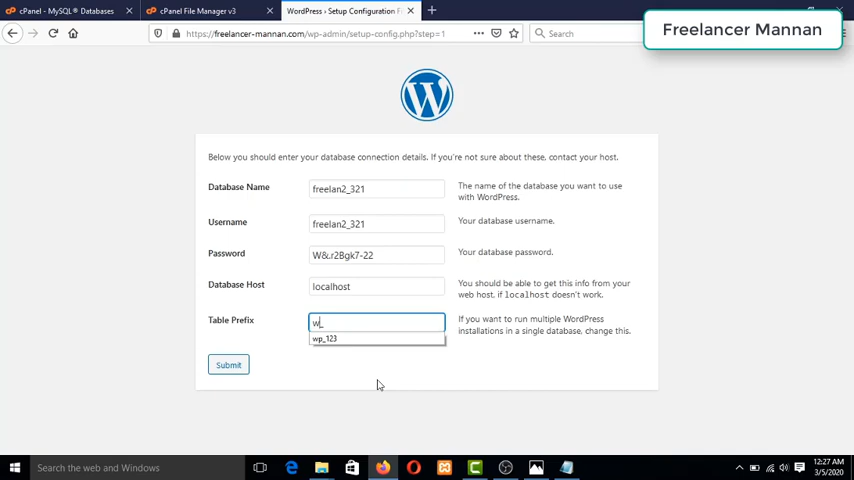 cPanel - MySQL® Databases
cPanel File Manager v3
WordPress › Setup Configuration F
https://freelancer-mannan.com/wp-admin/setup-config.php?step=1
Search
Freelancer Mannan
Below you should enter your database connection details. If you're not sure about these, contact your host.
Database Name
freelan2_321
The name of the database you want to use
with WordPress.
Username
freelan2_321
Your database username.
Password
W&.r2Bgk7-22
Your database password.
Database Host
localhost
You should be able to get this info from your
web host, if localhost doesn't work.
Table Prefix
w_
If you want to run multiple WordPress
installations in a single database, change this.
wp_123
Submit
Search the web and Windows
12:27 AM
3/5/2020